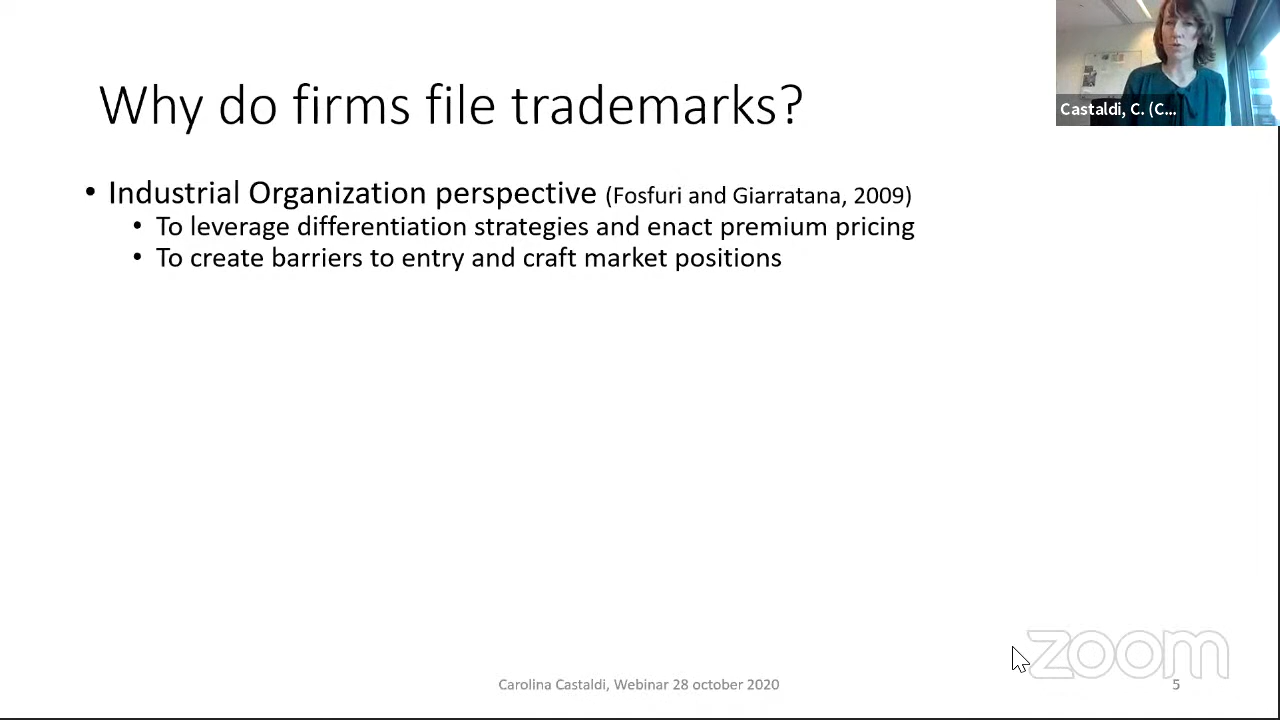 Why do firms file trademarks?
Castaldi, C. (C...
• Industrial Organization perspective (Fosfuri and Giarratana, 2009)
• To leverage differentiation strategies and enact premium pricing
• To create barriers to entry and craft market positions
zoom
Carolina Castaldi, Webinar 28 october 2020
5